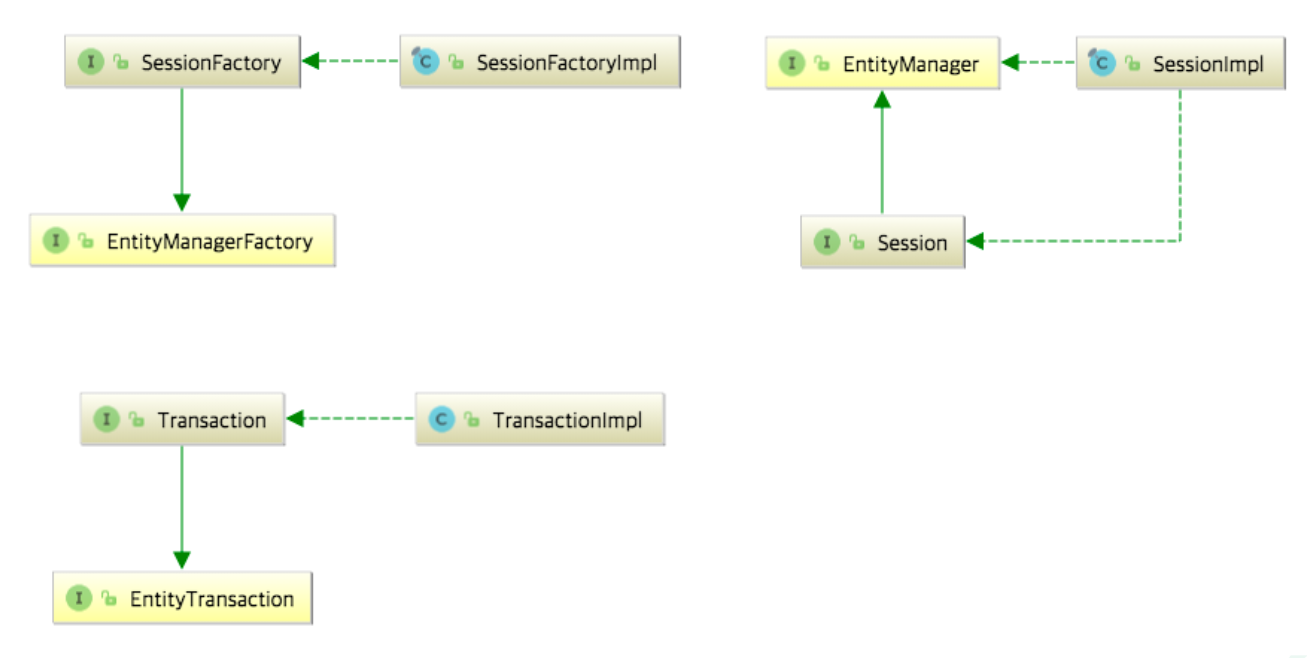 I SessionFactory
C SessionFactoryImpl
I EntityManager
C SessionImpl
I EntityManagerFactory
I Session
I Transaction
C TransactionImpl
I EntityTransaction